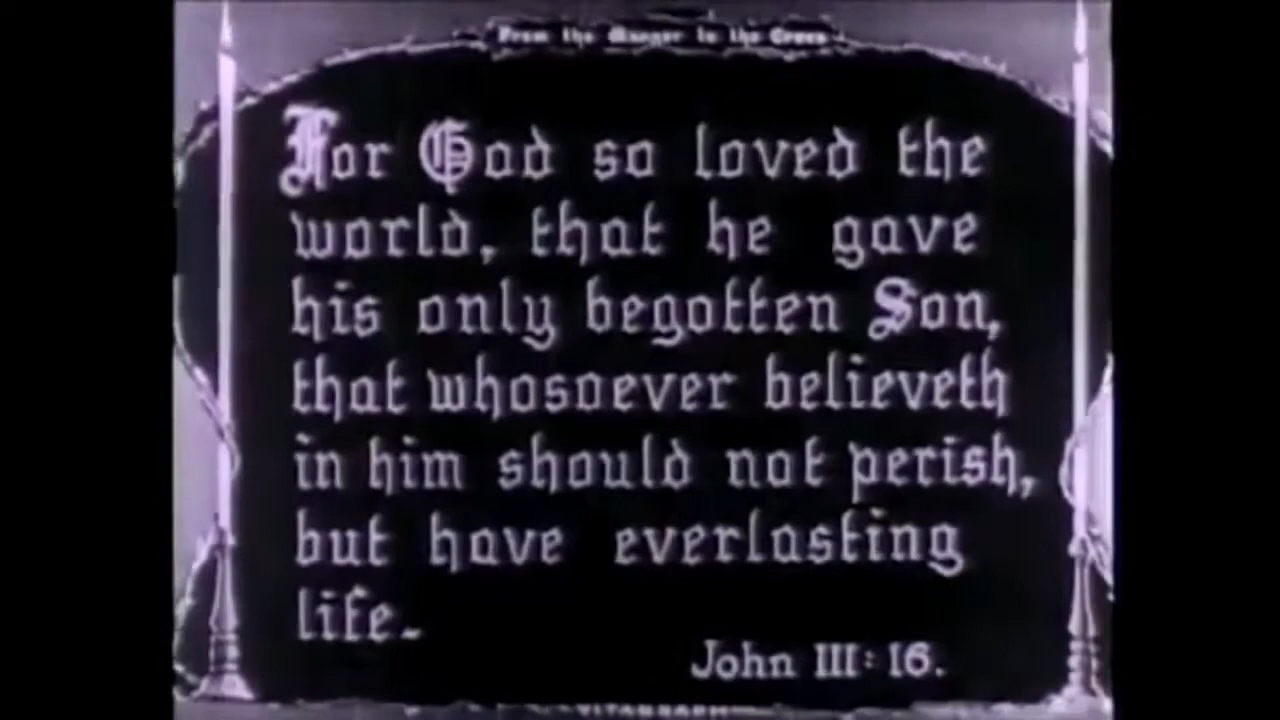 From the Manger to the Cross
For God so loved the
world, that he gave
his only begotten Son,
that whosoever believeth
in him should not perish,
but have everlasting
life.
John III: 16.
VITAGRAPH